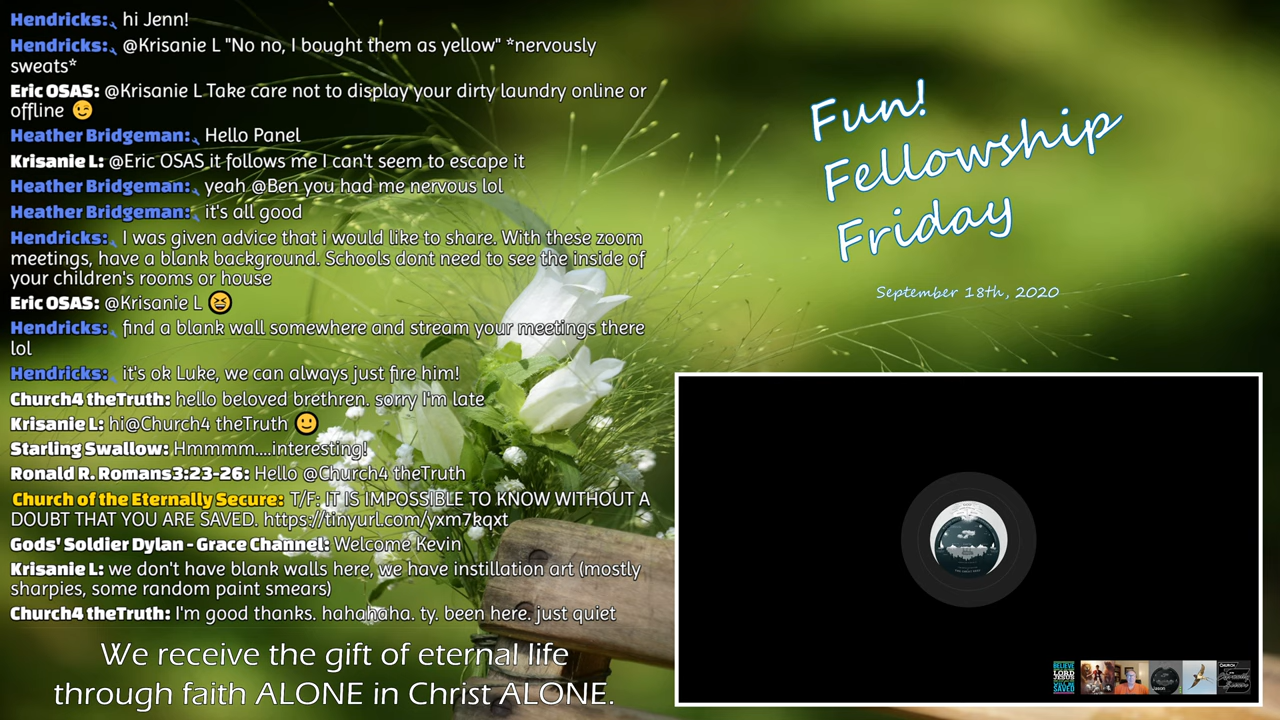 Hendricks: hi Jenn!
Hendricks: @Krisanie L "No no, I bought them as yellow" *nervously
sweats*
Eric OSAS: @Krisanie L Take care not to display your dirty laundry online or
offline 😉
Heather Bridgeman: Hello Panel
Krisanie L: @Eric OSAS it follows me I can't seem to escape it
Heather Bridgeman: yeah @Ben you had me nervous lol
Heather Bridgeman: it's all good
Hendricks: I was given advice that i would like to share. With these zoom
meetings, have a blank background. Schools dont need to see the inside of
your children's rooms or house
Eric OSAS: @Krisanie L 😆
Hendricks: find a blank wall somewhere and stream your meetings there
lol
Hendricks: it's ok Luke, we can always just fire him!
Church4 theTruth: hello beloved brethren. sorry I'm late
Krisanie L: hi@Church4 theTruth 🙂
Starling Swallow: Hmmmm....interesting!
Ronald R. Romans3:23-26: Hello @Church4 theTruth
Church of the Eternally Secure: T/F: IT IS IMPOSSIBLE TO KNOW WITHOUT A
DOUBT THAT YOU ARE SAVED. https://tinyurl.com/yxm7kqxt
Gods' Soldier Dylan - Grace Channel: Welcome Kevin
Krisanie L: we don't have blank walls here, we have instillation art (mostly
sharpies, some random paint smears)
Church4 theTruth: I'm good thanks. hahahaha. ty. been here. just quiet
We receive the gift of eternal life
through faith ALONE in Christ ALONE.
Fun!
Fellowship
Friday
September 18th, 2020
BELIEVE
LORD
JESUS
SAVED
Jason
CHURCH
Eternally
Secure